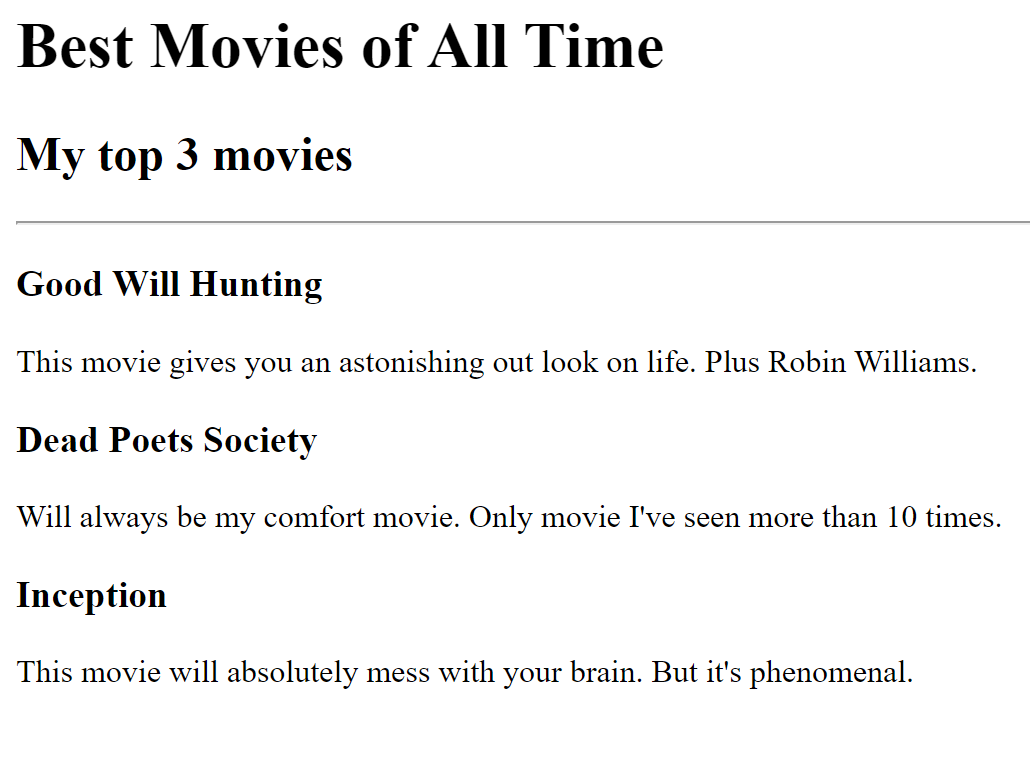 Best Movies of All Time
My top 3 movies
Good Will Hunting
This movie gives you an astonishing out look on life. Plus Robin Williams.
Dead Poets Society
Will always be my comfort movie. Only movie I've seen more than 10 times.
Inception
This movie will absolutely mess with your brain. But it's phenomenal.